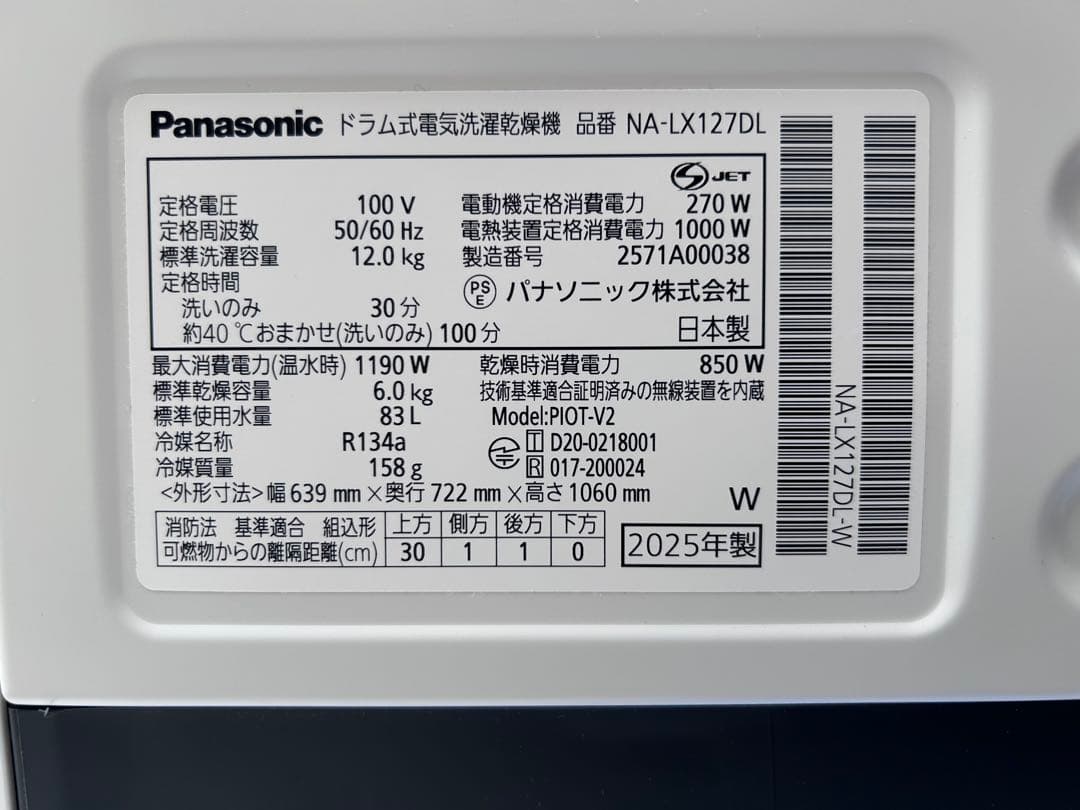 Panasonic ドラム式電気洗濯乾燥機 品番 NA-LX127DL
JET
定格電圧 100 V 電動機定格消費電力 270 W
定格周波数 50/60 Hz 電熱装置定格消費電力 1000 W
標準洗濯容量 12.0 kg 製造番号 2571A00038
定格時間
PSE パナソニック株式会社
洗いのみ 30 分
約40 ℃おまかせ(洗いのみ) 100 分 日本製
最大消費電力(温水時) 1190 W 乾燥時消費電力 850 W
標準乾燥容量 6.0 kg 技術基準適合証明済みの無線装置を内蔵
標準使用水量 83 L Model:PIOT-V2
冷媒名称 R134a T D20-0218001
冷媒質量 158 g R 017-200024
<外形寸法>幅 639 mm×奥行 722 mm×高さ 1060 mm W
消防法 基準適合 組込形 上方 側方 後方 下方
可燃物からの離隔距離(cm) 30 1 1 0
2025年製
NA-LX127DL-W